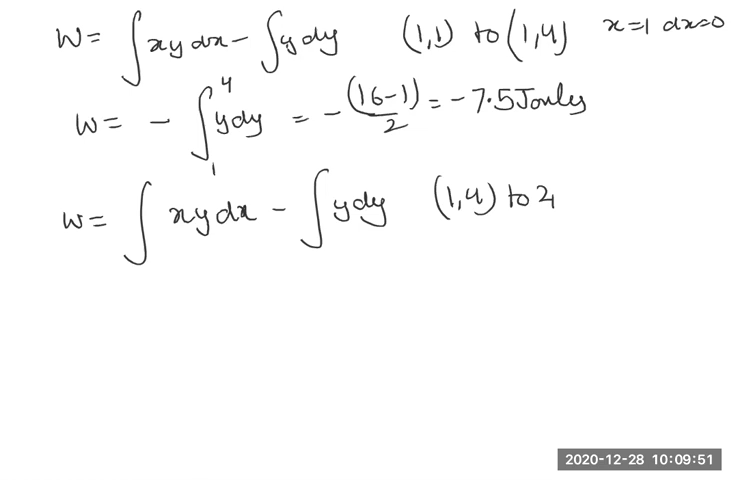 W = ∫xy dx - ∫y dy (1,1) to (1,4) x=1 dx=0
W = - ∫₁⁴ y dy = - (16-1)/2 = - 7.5 Joules
W = ∫ xy dx - ∫ y dy (1,4) to 2,
2020-12-28 10:09:51